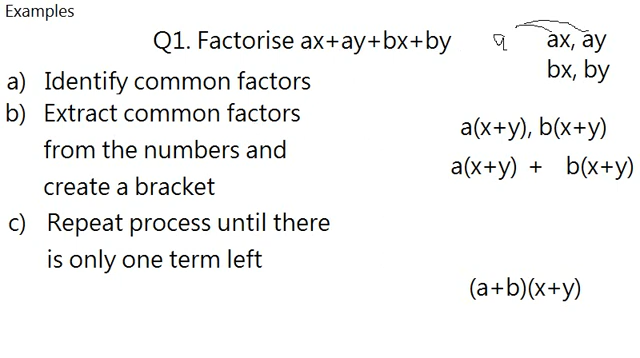 Examples
Q1. Factorise ax+ay+bx+by
a
ax, ay
bx, by
a) Identify common factors
b) Extract common factors
from the numbers and
create a bracket
a(x+y), b(x+y)
a(x+y) + b(x+y)
c) Repeat process until there
is only one term left
(a+b)(x+y)